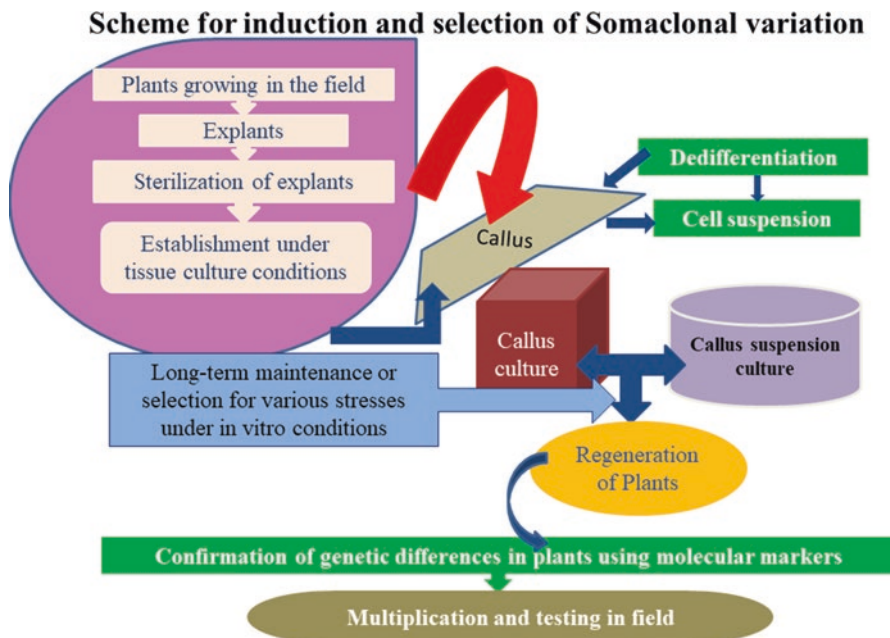 Scheme for induction and selection of Somaclonal variation
Plants growing in the field
Explants
Sterilization of explants
Establishment under
tissue culture conditions
Callus
Dedifferentiation
Cell suspension
Callus
culture
Callus suspension
culture
Long-term maintenance or
selection for various stresses
under in vitro conditions
Regeneration
of Plants
Confirmation of genetic differences in plants using molecular markers
Multiplication and testing in field